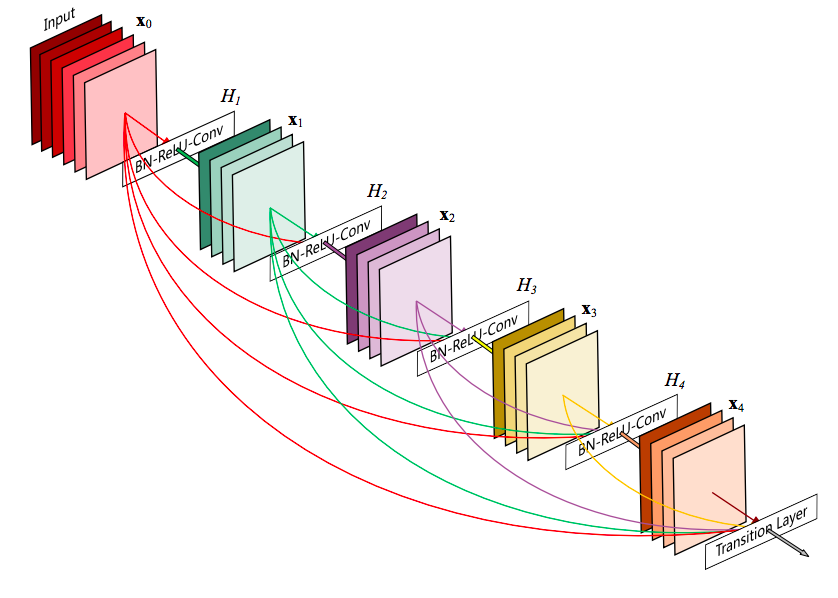 Input
x0
H1
BN-ReLU-Conv
x1
H2
BN-ReLU-Conv
x2
H3
BN-ReLU-Conv
x3
H4
BN-ReLU-Conv
x4
Transition Layer